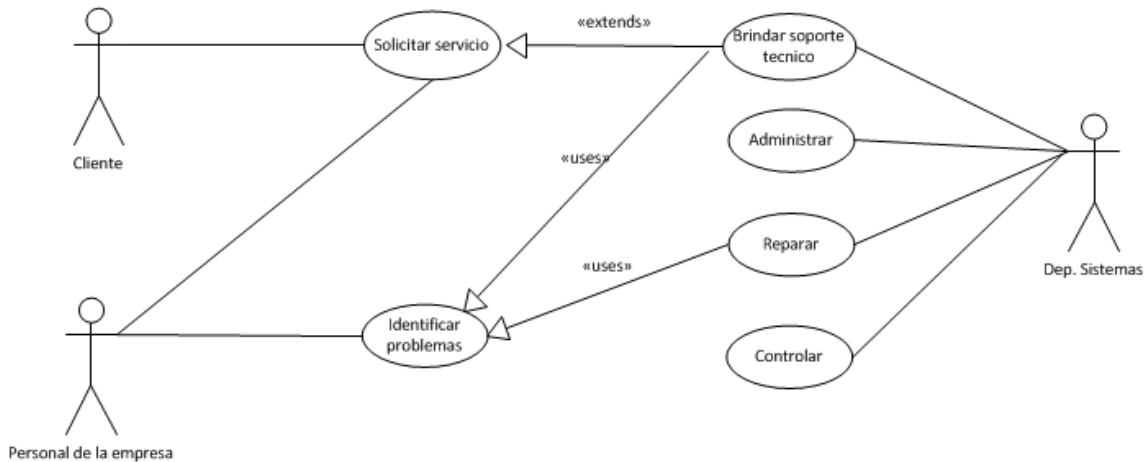 «extends»
Solicitar servicio
Brindar soporte
tecnico
Administrar
Cliente
«uses»
Reparar
«uses»
Dep. Sistemas
Identificar
problemas
Controlar
Personal de la empresa